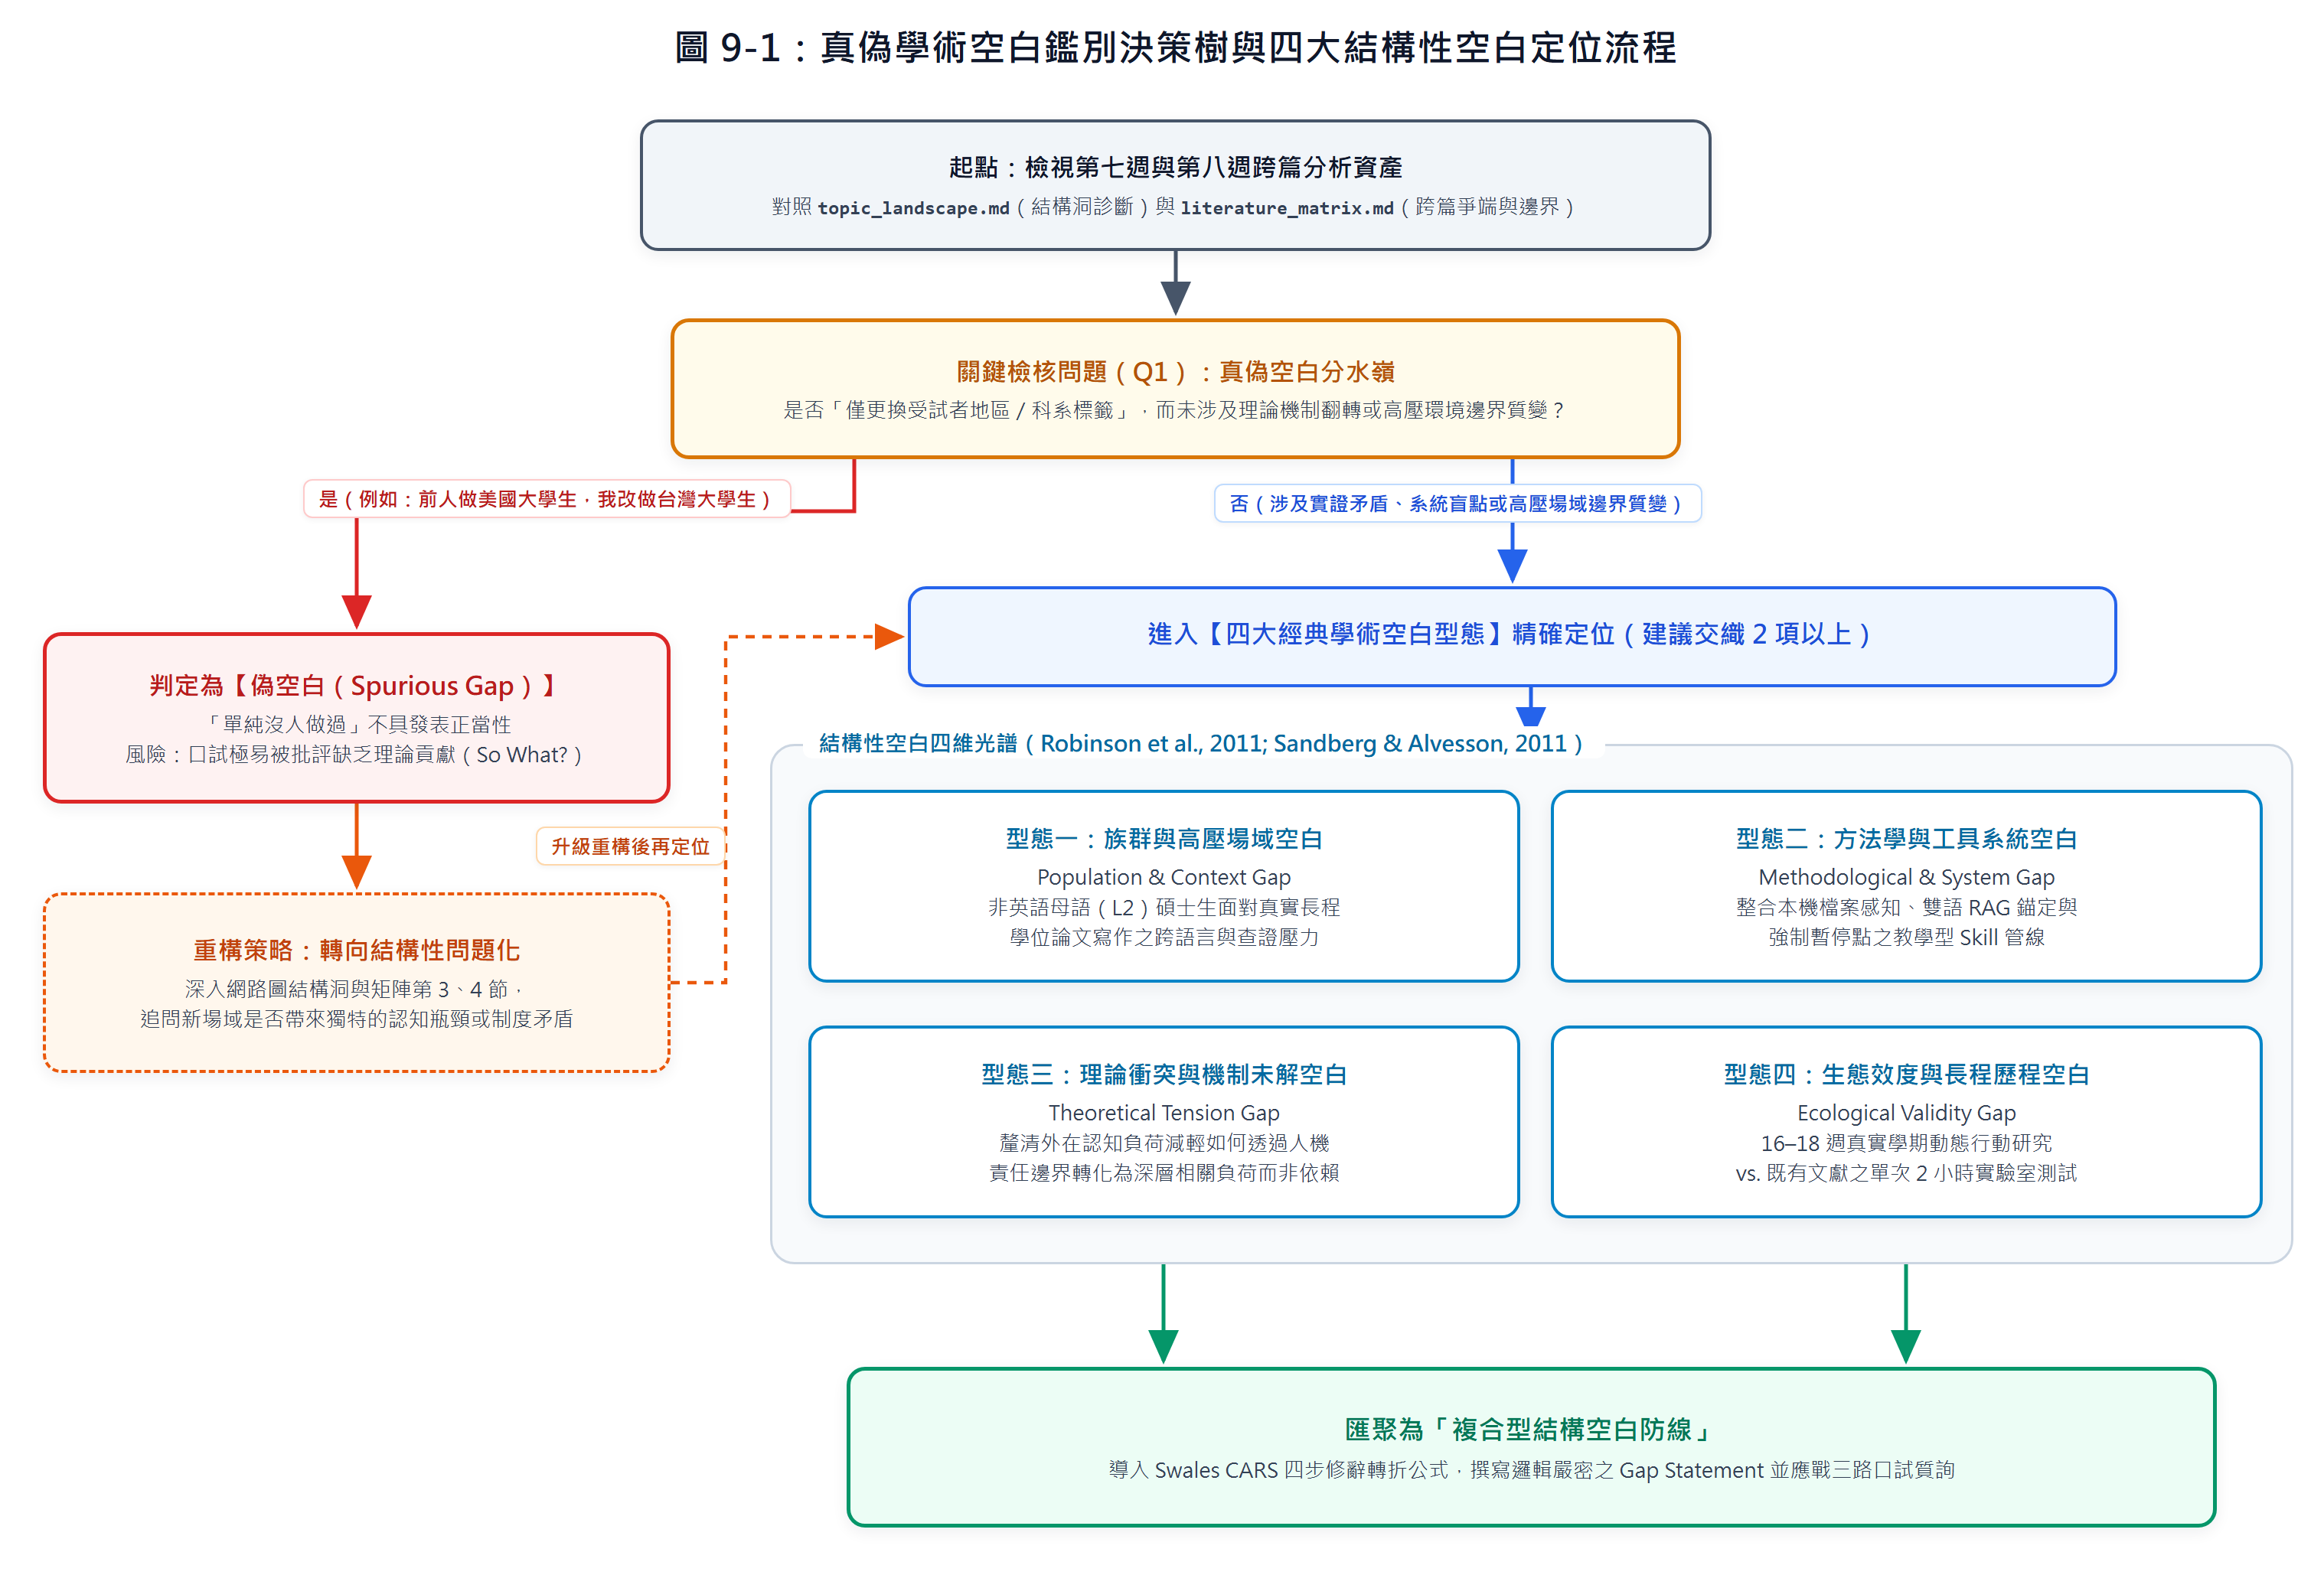 圖 9-1：真偽學術空白鑑別決策樹與四大結構性空白定位流程
起點：檢視第七週與第八週跨篇分析資產
對照 topic_landscape.md（結構洞診斷）與 literature_matrix.md（跨篇爭端與邊界）
關鍵檢核問題（Q1）：真偽空白分水嶺
是否「僅更換受試者地區 / 科系標籤」，而未涉及理論機制翻轉或高壓環境邊界質變？
是（例如：前人做美國大學生，我改做台灣大學生）
否（涉及實證矛盾、系統盲點或高壓場域邊界質變）
判定為【偽空白（Spurious Gap）】
「單純沒人做過」不具發表正當性
風險：口試極易被批評缺乏理論貢獻（So What?）
進入【四大經典學術空白型態】精確定位（建議交織 2 項以上）
升級重構後再定位
重構策略：轉向結構性問題化
深入網路圖結構洞與矩陣第 3、4 節，
追問新場域是否帶來獨特的認知瓶頸或制度矛盾
結構性空白四維光譜（Robinson et al., 2011; Sandberg & Alvesson, 2011）
型態一：族群與高壓場域空白
Population & Context Gap
非英語母語（L2）碩士生面對真實長程
學位論文寫作之跨語言與查證壓力
型態二：方法學與工具系統空白
Methodological & System Gap
整合本機檔案感知、雙語 RAG 錨定與
強制暫停點之教學型 Skill 管線
型態三：理論衝突與機制未解空白
Theoretical Tension Gap
釐清外在認知負荷減輕如何透過人機
責任邊界轉化為深層相關負荷而非依賴
型態四：生態效度與長程歷程空白
Ecological Validity Gap
16–18 週真實學期動態行動研究
vs. 既有文獻之單次 2 小時實驗室測試
匯聚為「複合型結構空白防線」
導入 Swales CARS 四步修辭轉折公式，撰寫邏輯嚴密之 Gap Statement 並應戰三路口試質詢